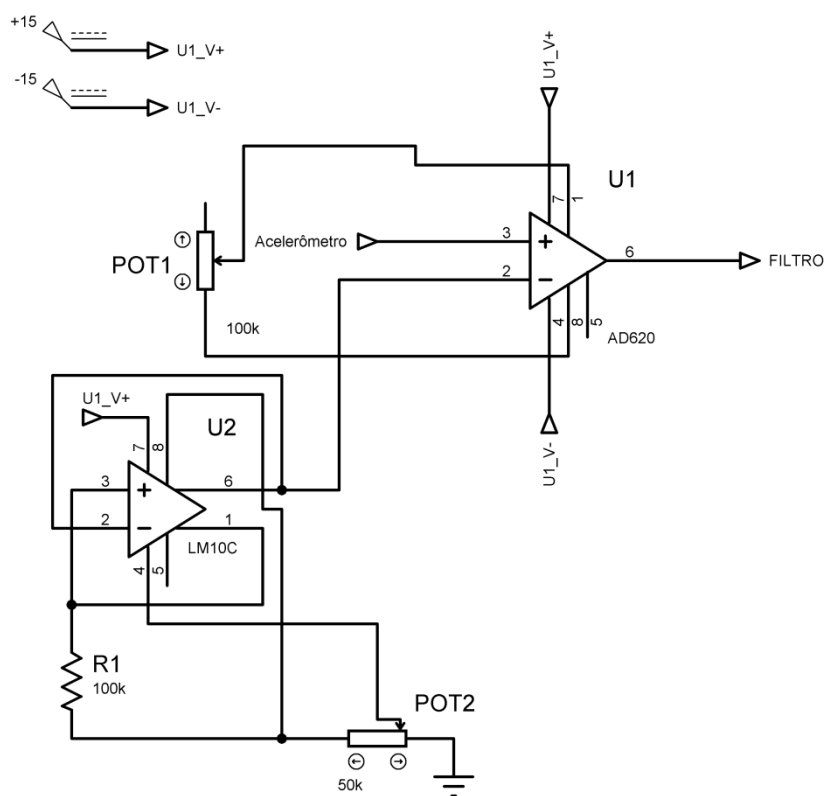 +15
U1_V+
-15
U1_V-
U1_V+
U1
7
1
Acelerômetro
3
+
6
FILTRO
POT1
2
−
100k
4
8
5
AD620
U1_V+
U2
U1_V-
7
8
3
+
6
2
−
1
LM10C
4
5
R1
100k
POT2
50k